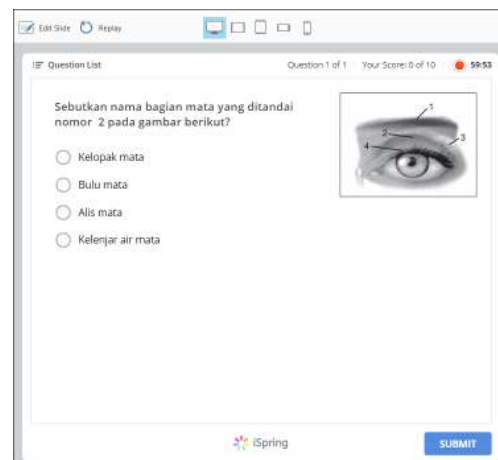 Edit Slide Replay
Question List Question 1 of 1 Your Score: 0 of 10 59:53
Sebutkan nama bagian mata yang ditandai
nomor 2 pada gambar berikut?
1
2
3
4
Kelopak mata
Bulu mata
Alis mata
Kelenjar air mata
iSpring
SUBMIT